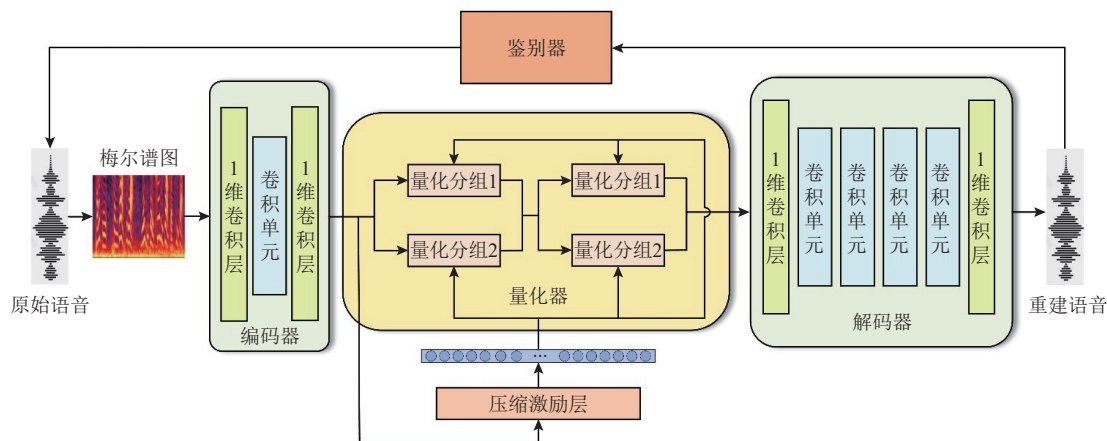 鉴别器
梅尔谱图
原始语音
1维卷积层
卷积单元
1维卷积层
编码器
量化分组1
量化分组1
量化分组2
量化分组2
量化器
...
压缩激励层
1维卷积层
卷积单元
卷积单元
卷积单元
卷积单元
1维卷积层
解码器
重建语音